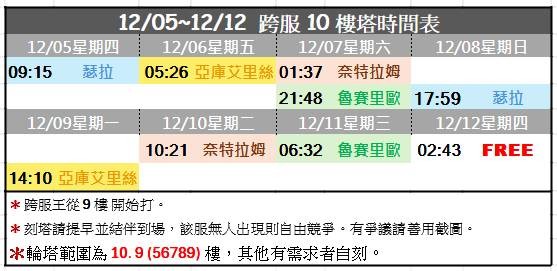 12/05~12/12 跨服 10 樓塔時間表
12/05星期四 12/06星期五 12/07星期六 12/08星期日
09:15 瑟拉 05:26 亞庫艾里絲 01:37 奈特拉姆
21:48 魯賽里歐 17:59 瑟拉
12/09星期一 12/10星期二 12/11星期三 12/12星期四
10:21 奈特拉姆 06:32 魯賽里歐 02:43 FREE
14:10 亞庫艾里絲
*跨服王從9樓開始打。
*刻塔請提早並結伴到場，該服無人出現則自由競爭。有爭議請善用截圖。
*輪塔範圍為 10. 9 (56789) 樓，其他有需求者自刻。